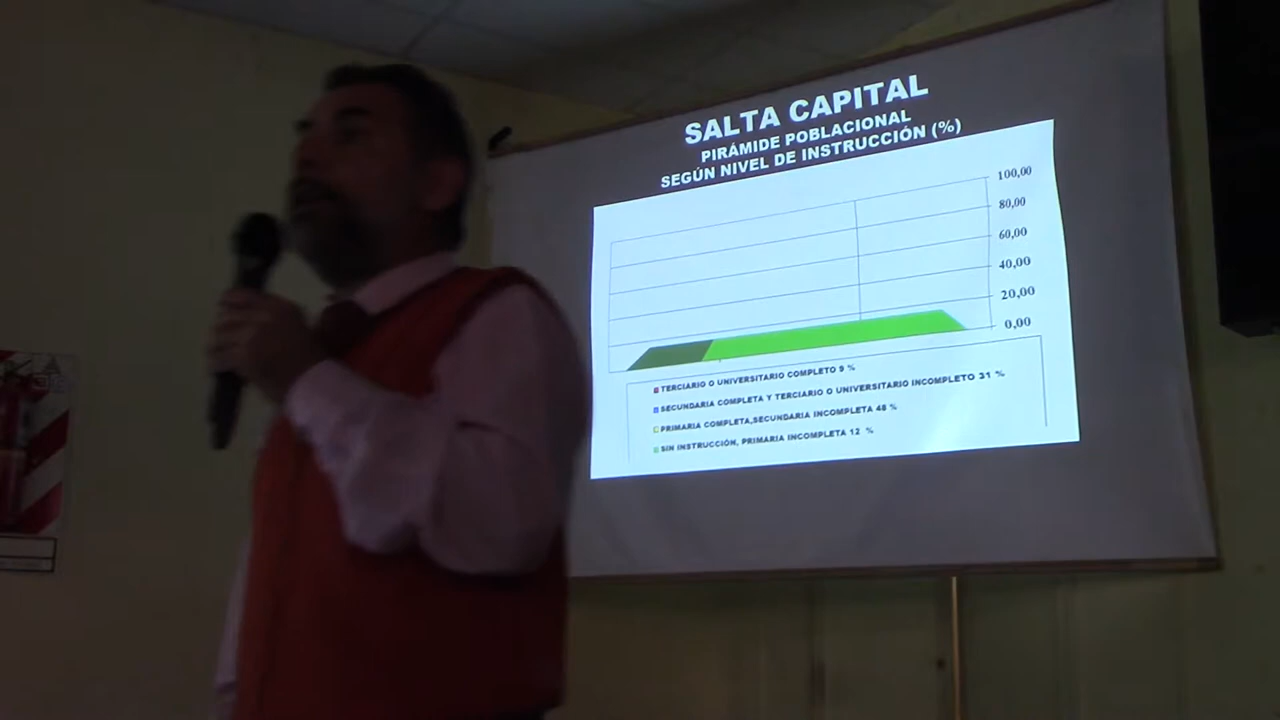 SALTA CAPITAL
PIRÁMIDE POBLACIONAL
SEGÚN NIVEL DE INSTRUCCIÓN (%)
100,00
80,00
60,00
40,00
20,00
0,00
TERCIARIO O UNIVERSITARIO COMPLETO 9 %
SECUNDARIA COMPLETA Y TERCIARIO O UNIVERSITARIO INCOMPLETO 31 %
PRIMARIA COMPLETA,SECUNDARIA INCOMPLETA 48 %
SIN INSTRUCCIÓN, PRIMARIA INCOMPLETA 12 %